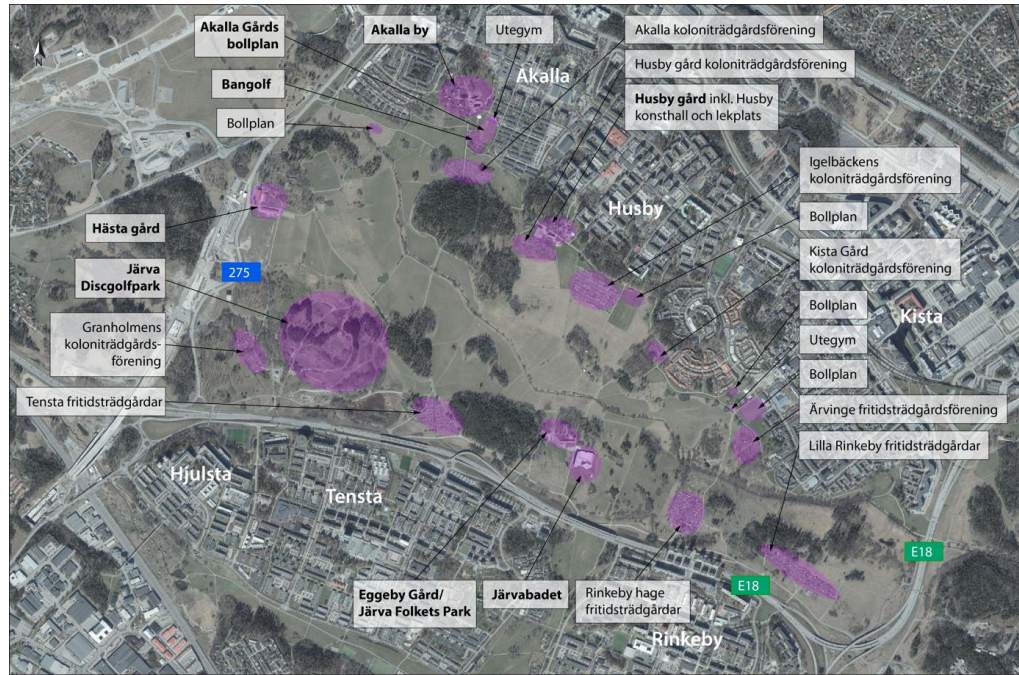 Akalla Gårds
bollplan
Akalla by
Utegym
Akalla koloniträdgårdsförening
Husby gård koloniträdgårdsförening
Bangolf
Akalla
Husby gård inkl. Husby
konsthall och lekplats
Bollplan
N
Igelbäckens
koloniträdgårdsförening
Husby
Bollplan
Hästa gård
Kista Gård
koloniträdgårdsförening
Järva
Discgolfpark
275
Bollplan
Kista
Granholmens
koloniträdgårds-
förening
Utegym
Bollplan
Tensta fritidsträdgårdar
Ärvinge fritidsträdgårdsförening
Lilla Rinkeby fritidsträdgårdar
Hjulsta
Tensta
E18
E18
Eggeby Gård/
Järva Folkets Park
Järvabadet
Rinkeby hage
fritidsträdgårdar
Rinkeby